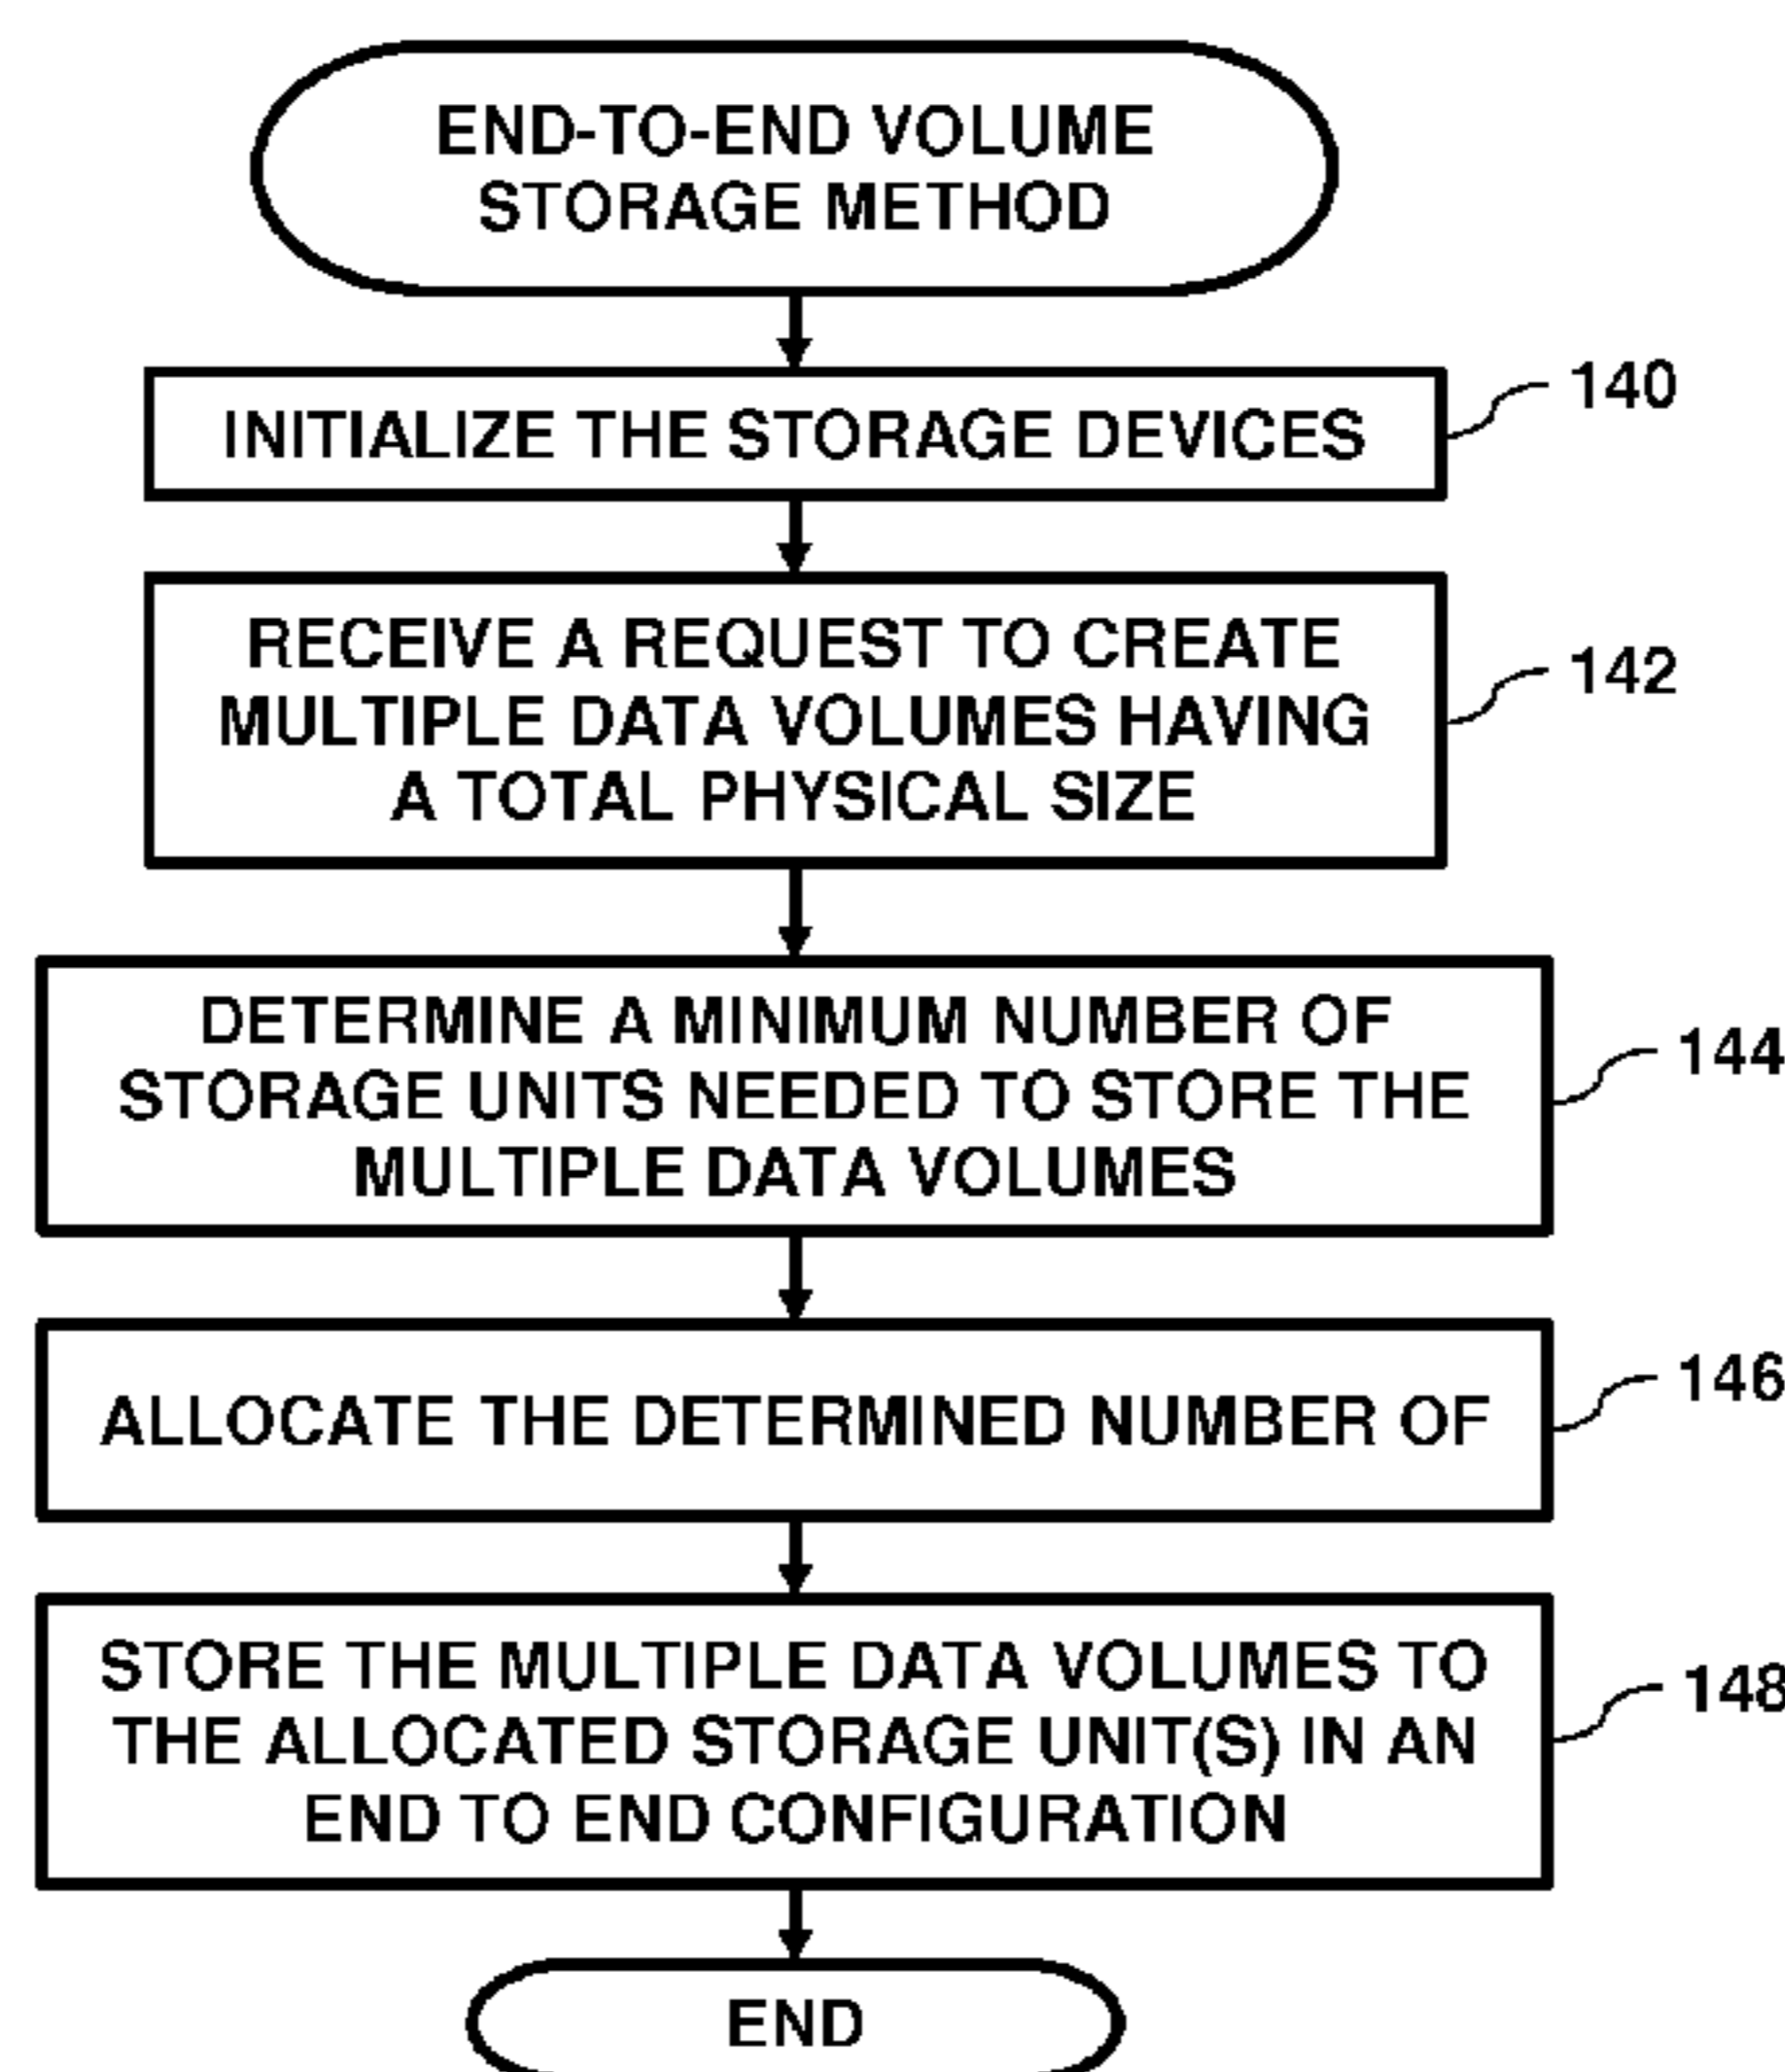 END-TO-END VOLUME
STORAGE METHOD
INITIALIZE THE STORAGE DEVICES
140
RECEIVE A REQUEST TO CREATE
MULTIPLE DATA VOLUMES HAVING
A TOTAL PHYSICAL SIZE
142
DETERMINE A MINIMUM NUMBER OF
STORAGE UNITS NEEDED TO STORE THE
MULTIPLE DATA VOLUMES
144
ALLOCATE THE DETERMINED NUMBER OF
146
STORE THE MULTIPLE DATA VOLUMES TO
THE ALLOCATED STORAGE UNIT(S) IN AN
END TO END CONFIGURATION
148
END